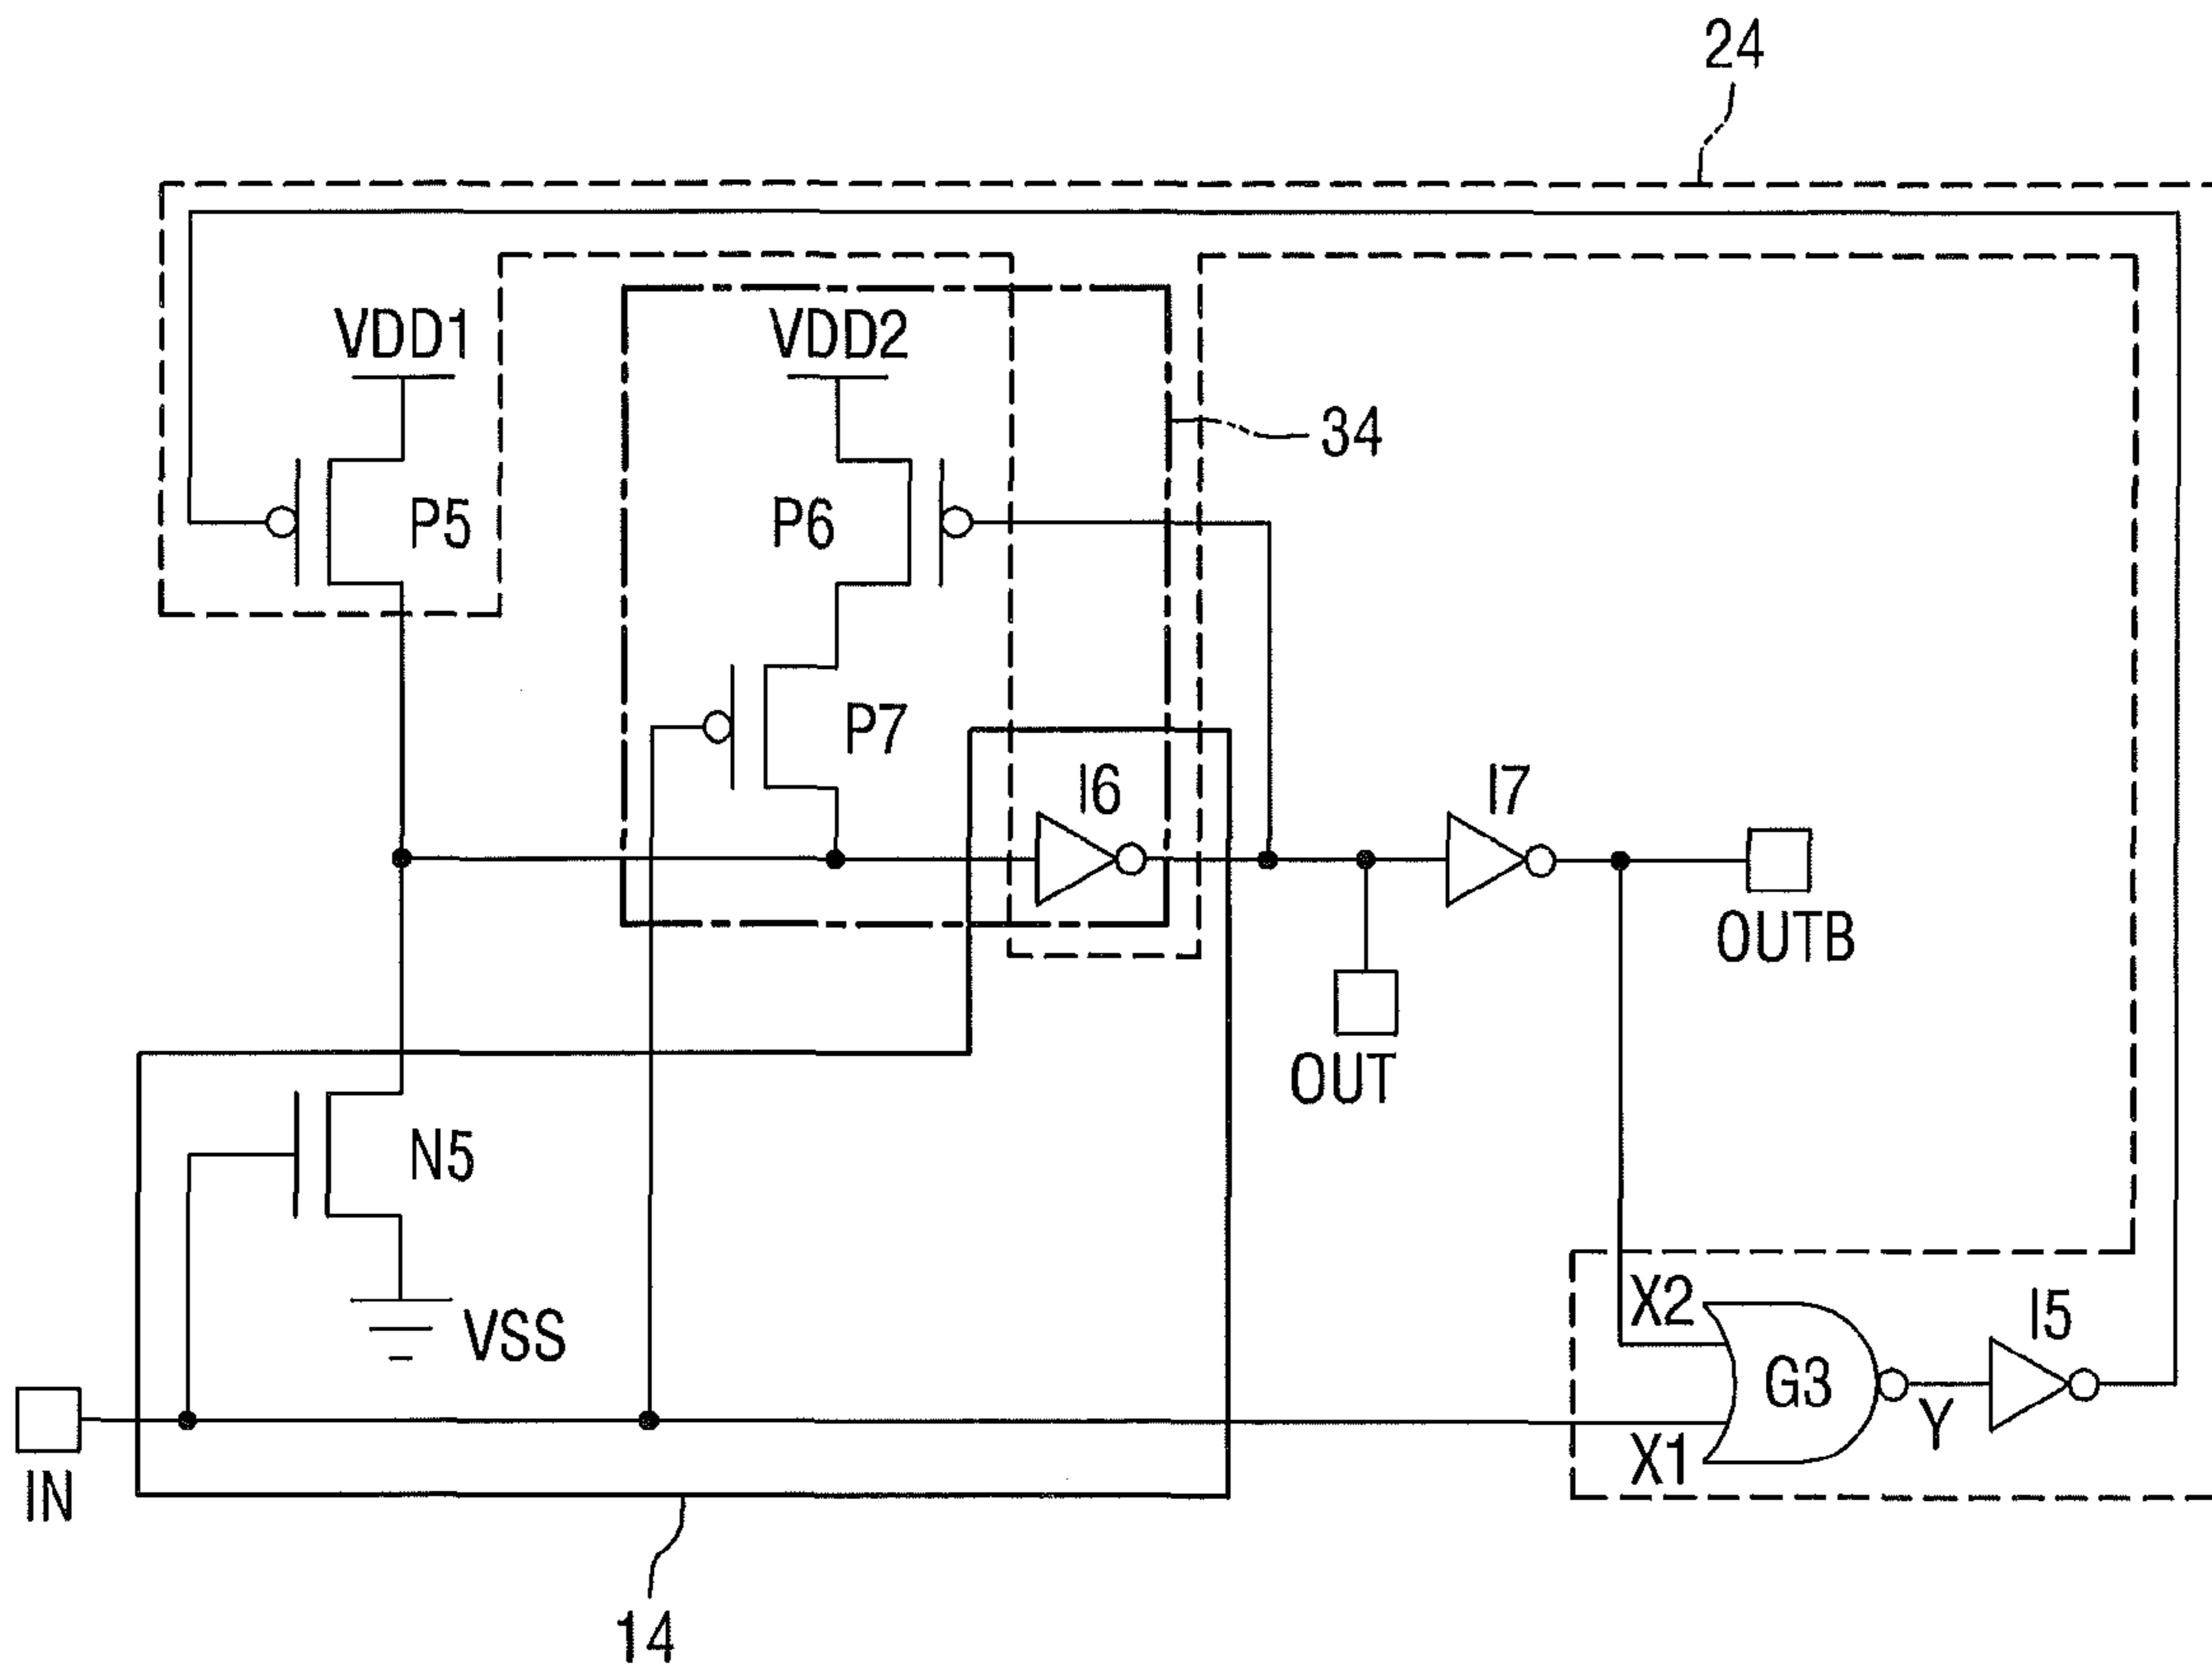 24
VDD1
VDD2
34
P5
P6
P7
I6
I7
OUTB
OUT
N5
VSS
X2
I5
G3
Y
X1
IN
14